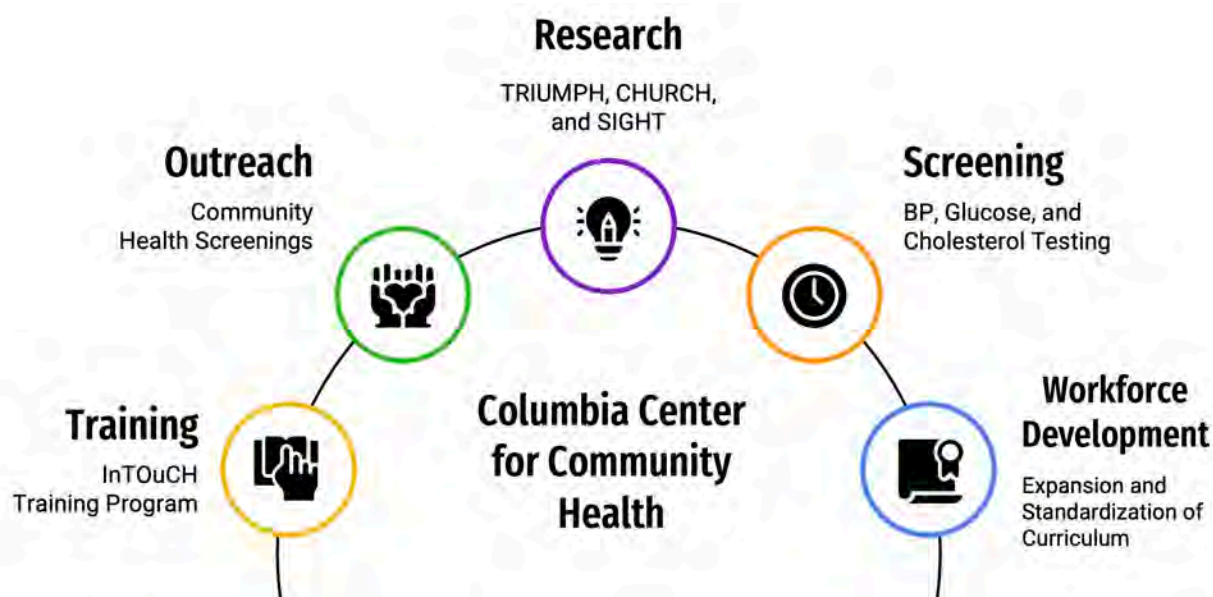 Research
TRIUMPH, CHURCH,
and SIGHT
Outreach
Community
Health Screenings
Screening
BP, Glucose, and
Cholesterol Testing
Training
InTOuCH
Training Program
Columbia Center
for Community
Health
Workforce
Development
Expansion and
Standardization of
Curriculum